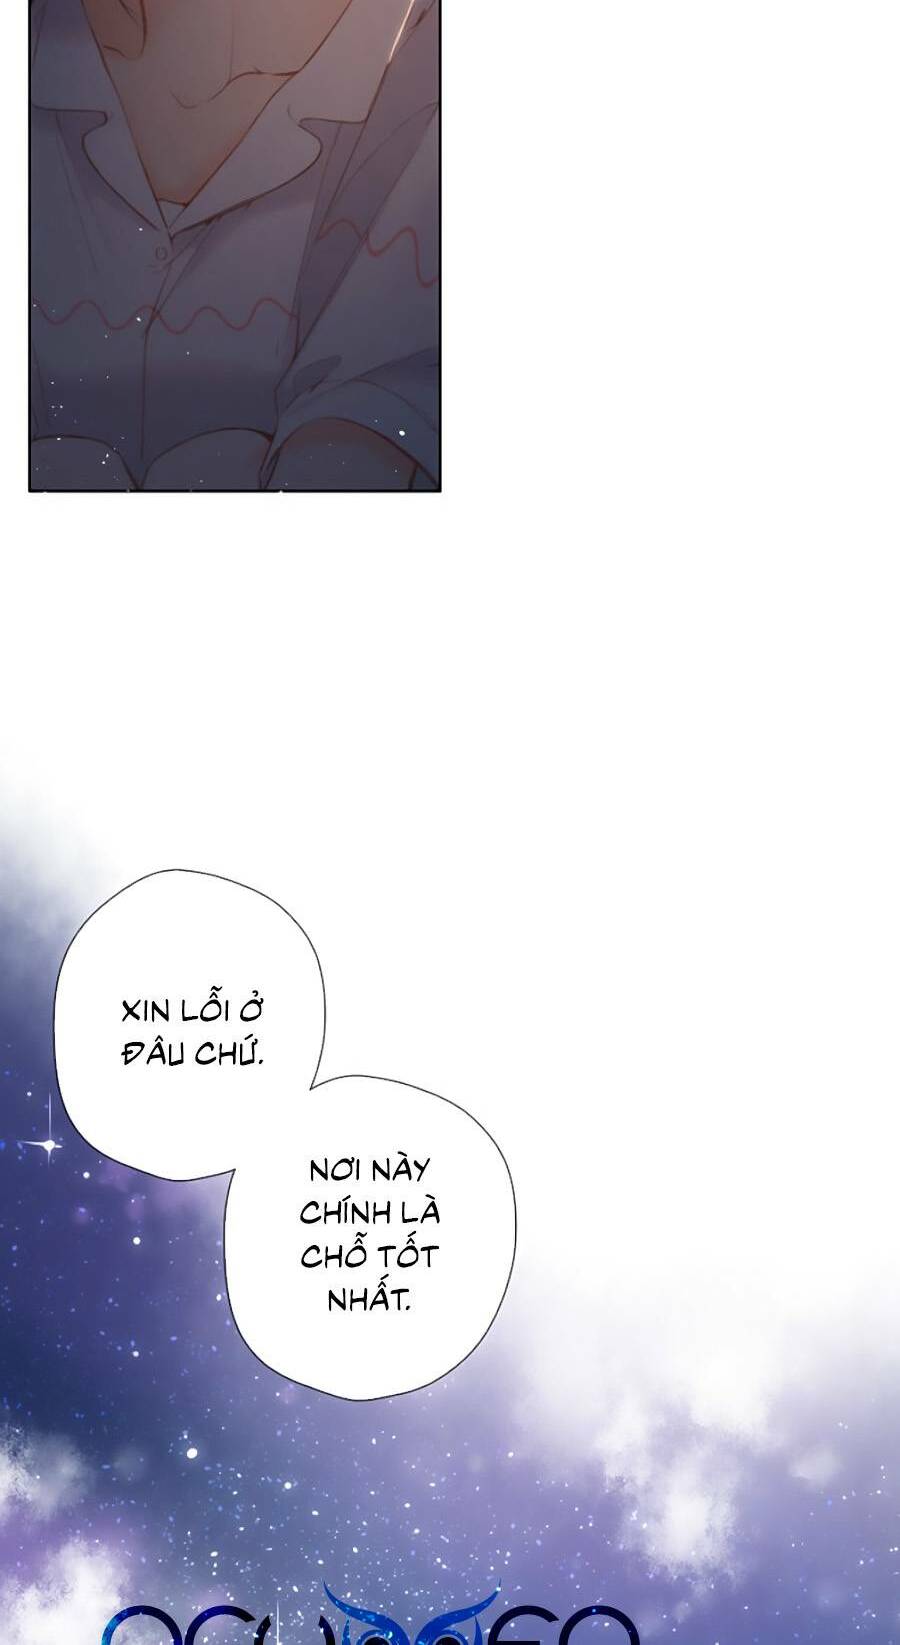 XIN LỖI Ở
ĐÂU CHỨ.
NƠI NÀY
CHÍNH LÀ
CHỖ TỐT
NHẤT.